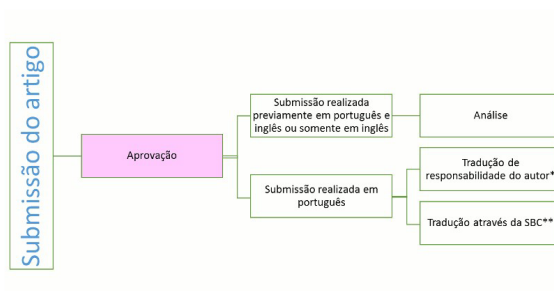 Submissão do artigo
Aprovação
Submissão realizada
previamente em português e
inglês ou somente em inglês
Análise
Submissão realizada em
português
Tradução de
responsabilidade do autor*
Tradução através da SBC**